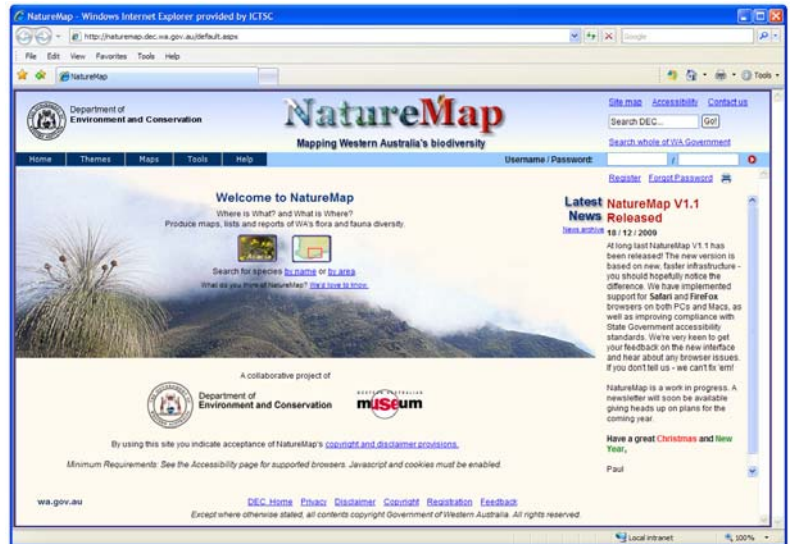 NatureMap - Windows Internet Explorer provided by ICTSC
http://naturemap.dec.wa.gov.au/default.aspx
Google
File Edit View Favorites Tools Help
NatureMap
Tools
Department of
Environment and Conservation
NatureMap
Mapping Western Australia's biodiversity
Site map Accessibility Contact us
Search DEC... Go!
Search whole of WA Government
Home Themes Maps Tools Help
Username / Password: /
Register Forgot Password
Welcome to NatureMap
Where is What? and What is Where?
Produce maps, lists and reports of WA's flora and fauna diversity.
Search for species by name or by area
What do you think of NatureMap? We'd love to know.
Latest
News
News archive
NatureMap V1.1
Released
18 / 12 / 2009
At long last NatureMap V1.1 has
been released! The new version is
based on new, faster infrastructure -
you should hopefully notice the
difference. We have implemented
support for Safari and FireFox
browsers on both PCs and Macs, as
well as improving compliance with
State Government accessibility
standards. We're very keen to get
your feedback on the new interface
and hear about any browser issues.
If you don't tell us - we can't fix 'em!
NatureMap is a work in progress. A
newsletter will soon be available
giving heads up on plans for the
coming year.
Have a great Christmas and New
Year,
Paul
A collaborative project of
Department of
Environment and Conservation
WESTERN AUSTRALIAN
museum
By using this site you indicate acceptance of NatureMap's copyright and disclaimer provisions.
Minimum Requirements: See the Accessibility page for supported browsers. Javascript and cookies must be enabled.
wa.gov.au
DEC Home Privacy Disclaimer Copyright Registration Feedback
Except where otherwise stated, all contents copyright Government of Western Australia. All rights reserved.
Local intranet
100%